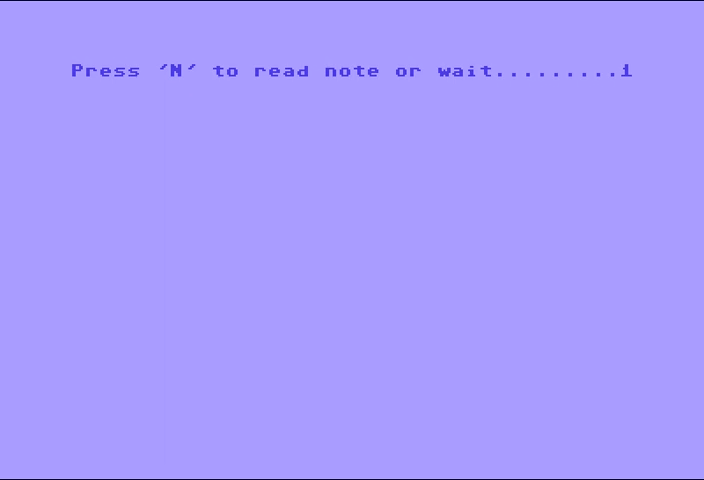 Press 'N' to read note or wait.........1